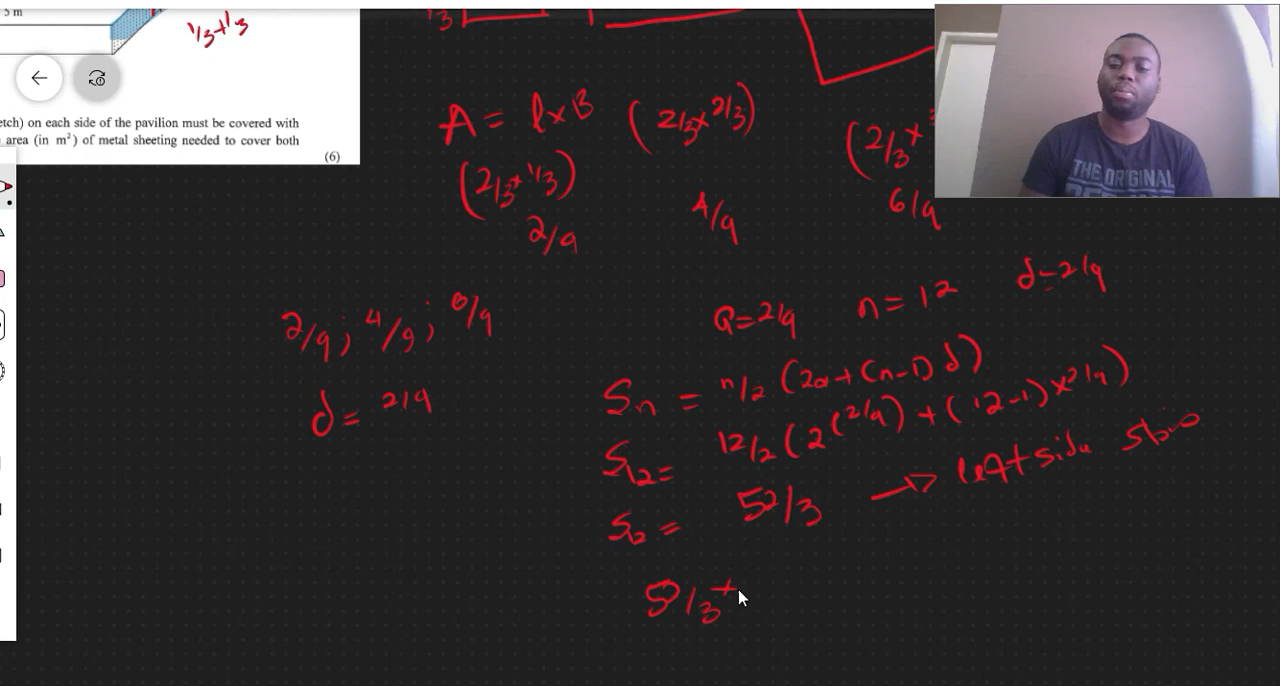 5 m
1/3+1/3
etch) on each side of the pavilion must be covered with
area (in m²) of metal sheeting needed to cover both
(6)
1/3
A = l×B (2/3×2/3) (2/3×
(2/3×1/3)
2/9 4/9 6/9
THE ORIGINAL
2/9; 4/9; 6/9
d = 2/9
a=2/9 n=12 d=2/9
Sn = n/2 (2a+(n-1)d)
S12= 12/2 (2(2/9)+(12-1)×2/9)
S12 = 52/3 → left side
52/3+